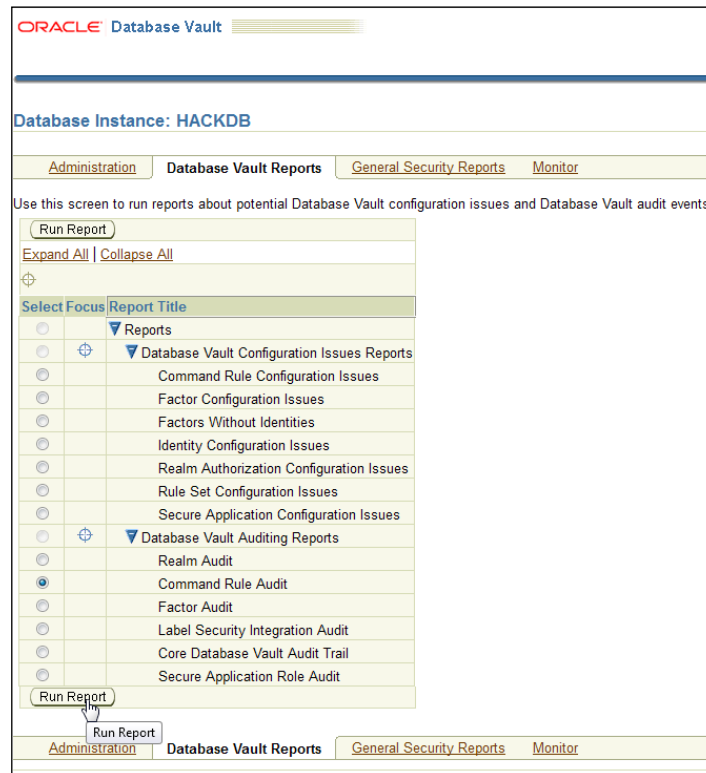 ORACLE Database Vault
Database Instance: HACKDB
Administration Database Vault Reports General Security Reports Monitor
Use this screen to run reports about potential Database Vault configuration issues and Database Vault audit events
Run Report
Expand All | Collapse All
Select Focus Report Title
Reports
Database Vault Configuration Issues Reports
Command Rule Configuration Issues
Factor Configuration Issues
Factors Without Identities
Identity Configuration Issues
Realm Authorization Configuration Issues
Rule Set Configuration Issues
Secure Application Configuration Issues
Database Vault Auditing Reports
Realm Audit
Command Rule Audit
Factor Audit
Label Security Integration Audit
Core Database Vault Audit Trail
Secure Application Role Audit
Run Report
Run Report
Administration Database Vault Reports General Security Reports Monitor